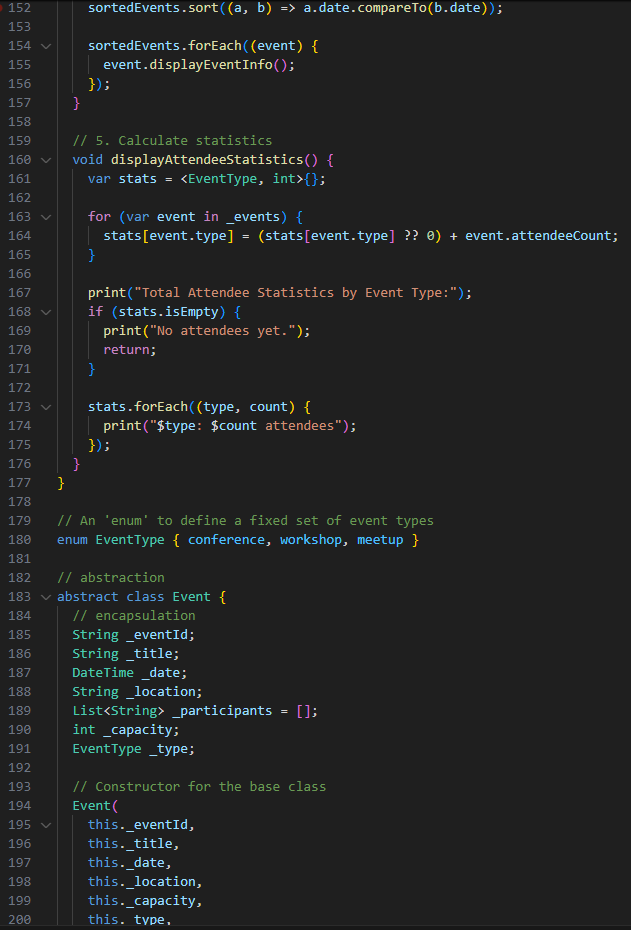 152 sortedEvents.sort((a, b) => a.date.compareTo(b.date));
153
154 sortedEvents.forEach((event) {
155 event.displayEventInfo();
156 });
157 }
158
159 // 5. Calculate statistics
160 void displayAttendeeStatistics() {
161 var stats = <EventType, int>{};
162
163 for (var event in _events) {
164 stats[event.type] = (stats[event.type] ?? 0) + event.attendeeCount;
165 }
166
167 print("Total Attendee Statistics by Event Type:");
168 if (stats.isEmpty) {
169 print("No attendees yet.");
170 return;
171 }
172
173 stats.forEach((type, count) {
174 print("$type: $count attendees");
175 });
176 }
177 }
178
179 // An 'enum' to define a fixed set of event types
180 enum EventType { conference, workshop, meetup }
181
182 // abstraction
183 abstract class Event {
184 // encapsulation
185 String _eventId;
186 String _title;
187 DateTime _date;
188 String _location;
189 List<String> _participants = [];
190 int _capacity;
191 EventType _type;
192
193 // Constructor for the base class
194 Event(
195 this._eventId,
196 this._title,
197 this._date,
198 this._location,
199 this._capacity,
200 this._type,